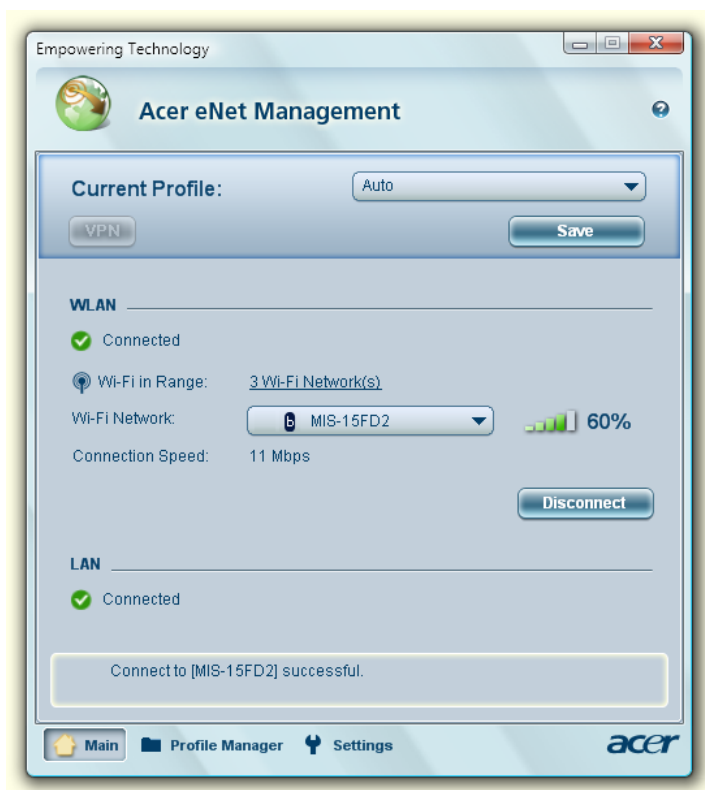 Empowering Technology
Acer eNet Management
Current Profile:
Auto
VPN
Save
WLAN
Connected
Wi-Fi in Range:
3 Wi-Fi Network(s)
Wi-Fi Network:
b MIS-15FD2
60%
Connection Speed:
11 Mbps
Disconnect
LAN
Connected
Connect to [MIS-15FD2] successful.
Main
Profile Manager
Settings
acer